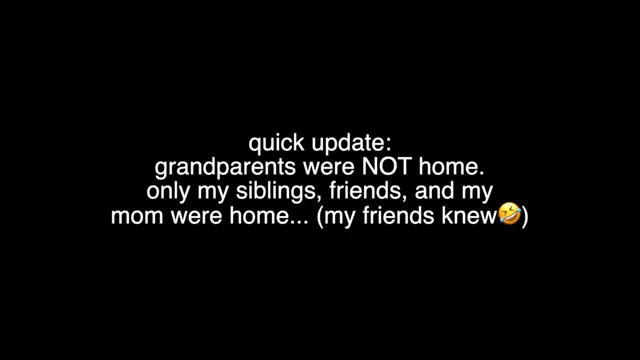 quick update:
grandparents were NOT home.
only my siblings, friends, and my
mom were home... (my friends knew🤣)